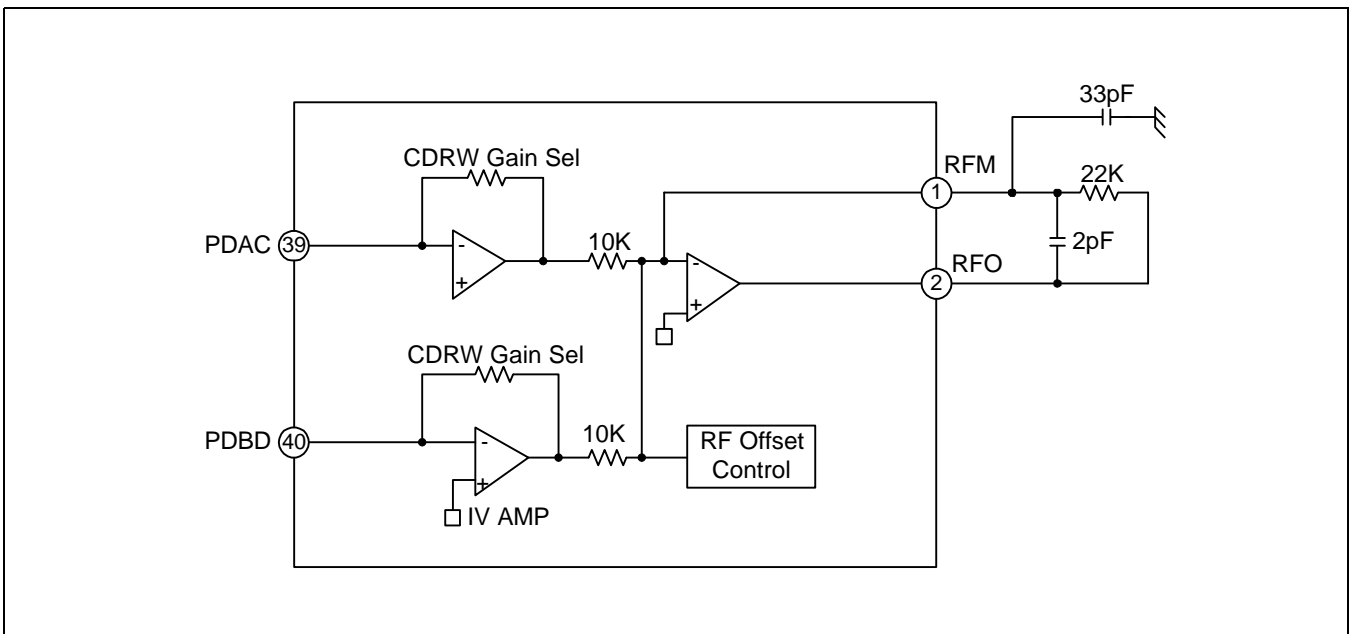 33pF
CDRW Gain Sel
RFM
22K
1
PDAC
39
-
+
10K
-
+
2pF
RFO
2
CDRW Gain Sel
PDBD
40
-
+
10K
RF Offset
Control
IV AMP